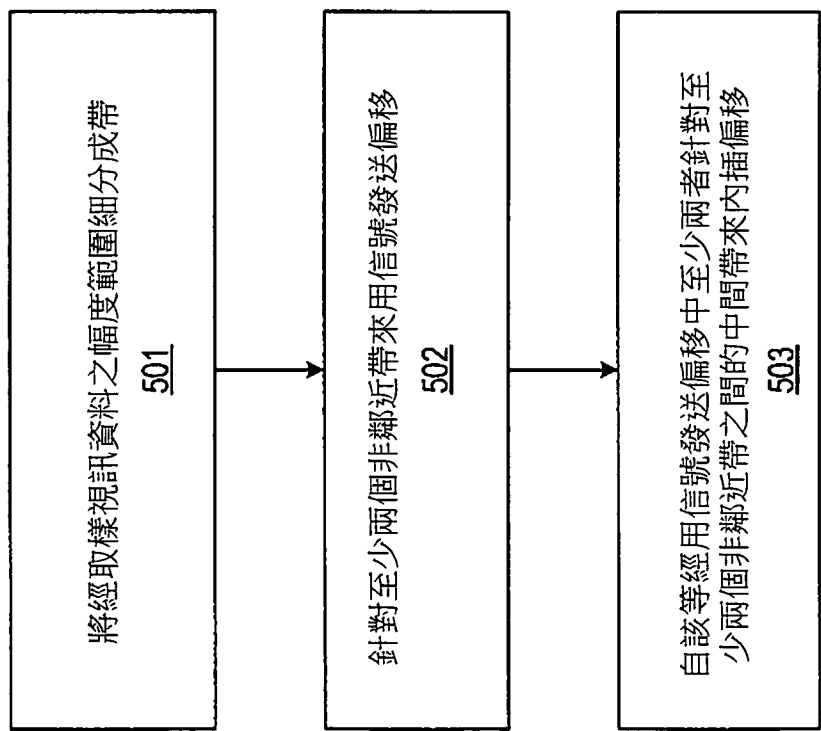 將經取樣視訊資料之幅度範圍細分成帶
501
針對至少兩個非鄰近帶來用信號發送偏移
502
自該等經用信號發送偏移中至少兩者針對至
少兩個非鄰近帶之間的中間帶來內插偏移
503